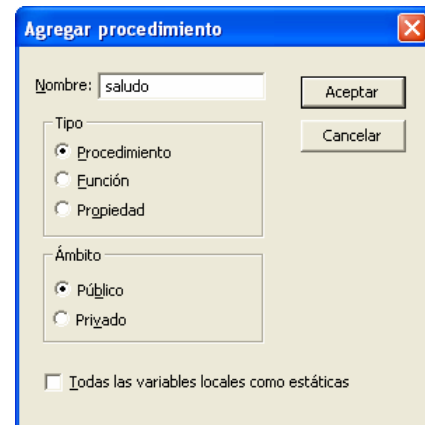 Agregar procedimiento
Nombre: saludo
Aceptar
Cancelar
Tipo
Procedimiento
Función
Propiedad
Ámbito
Público
Privado
Todas las variables locales como estáticas